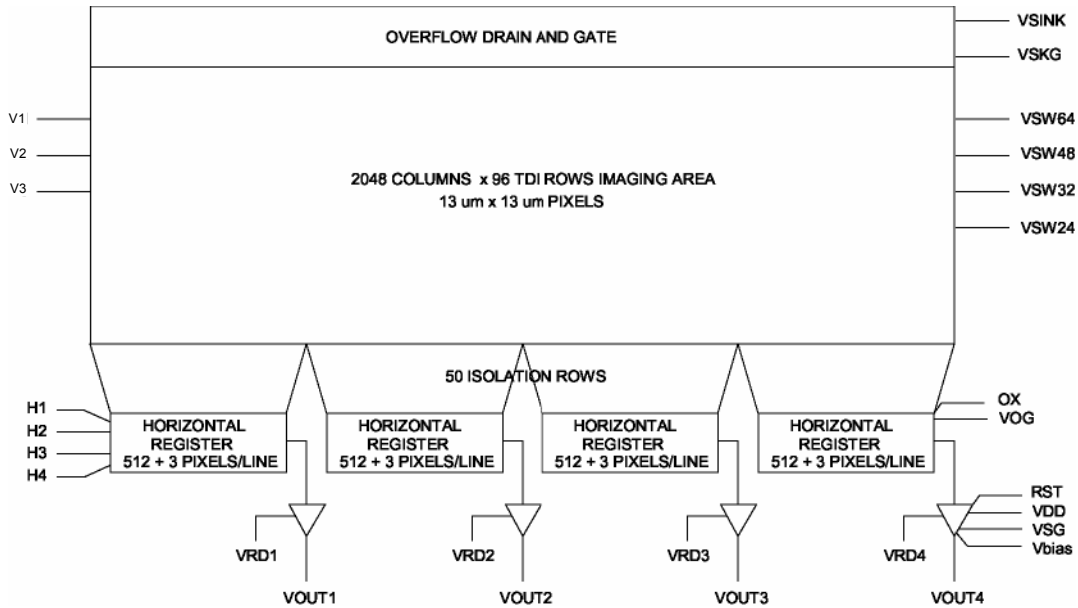 OVERFLOW DRAIN AND GATE
VSINK
VSKG
V1
V2
V3
VSW64
VSW48
VSW32
VSW24
2048 COLUMNS x 96 TDI ROWS IMAGING AREA
13 um x 13 um PIXELS
50 ISOLATION ROWS
H1
H2
H3
H4
HORIZONTAL
REGISTER
512 + 3 PIXELS/LINE
HORIZONTAL
REGISTER
512 + 3 PIXELS/LINE
HORIZONTAL
REGISTER
512 + 3 PIXELS/LINE
HORIZONTAL
REGISTER
512 + 3 PIXELS/LINE
OX
VOG
RST
VDD
VSG
Vbias
VRD1
VRD2
VRD3
VRD4
VOUT1
VOUT2
VOUT3
VOUT4